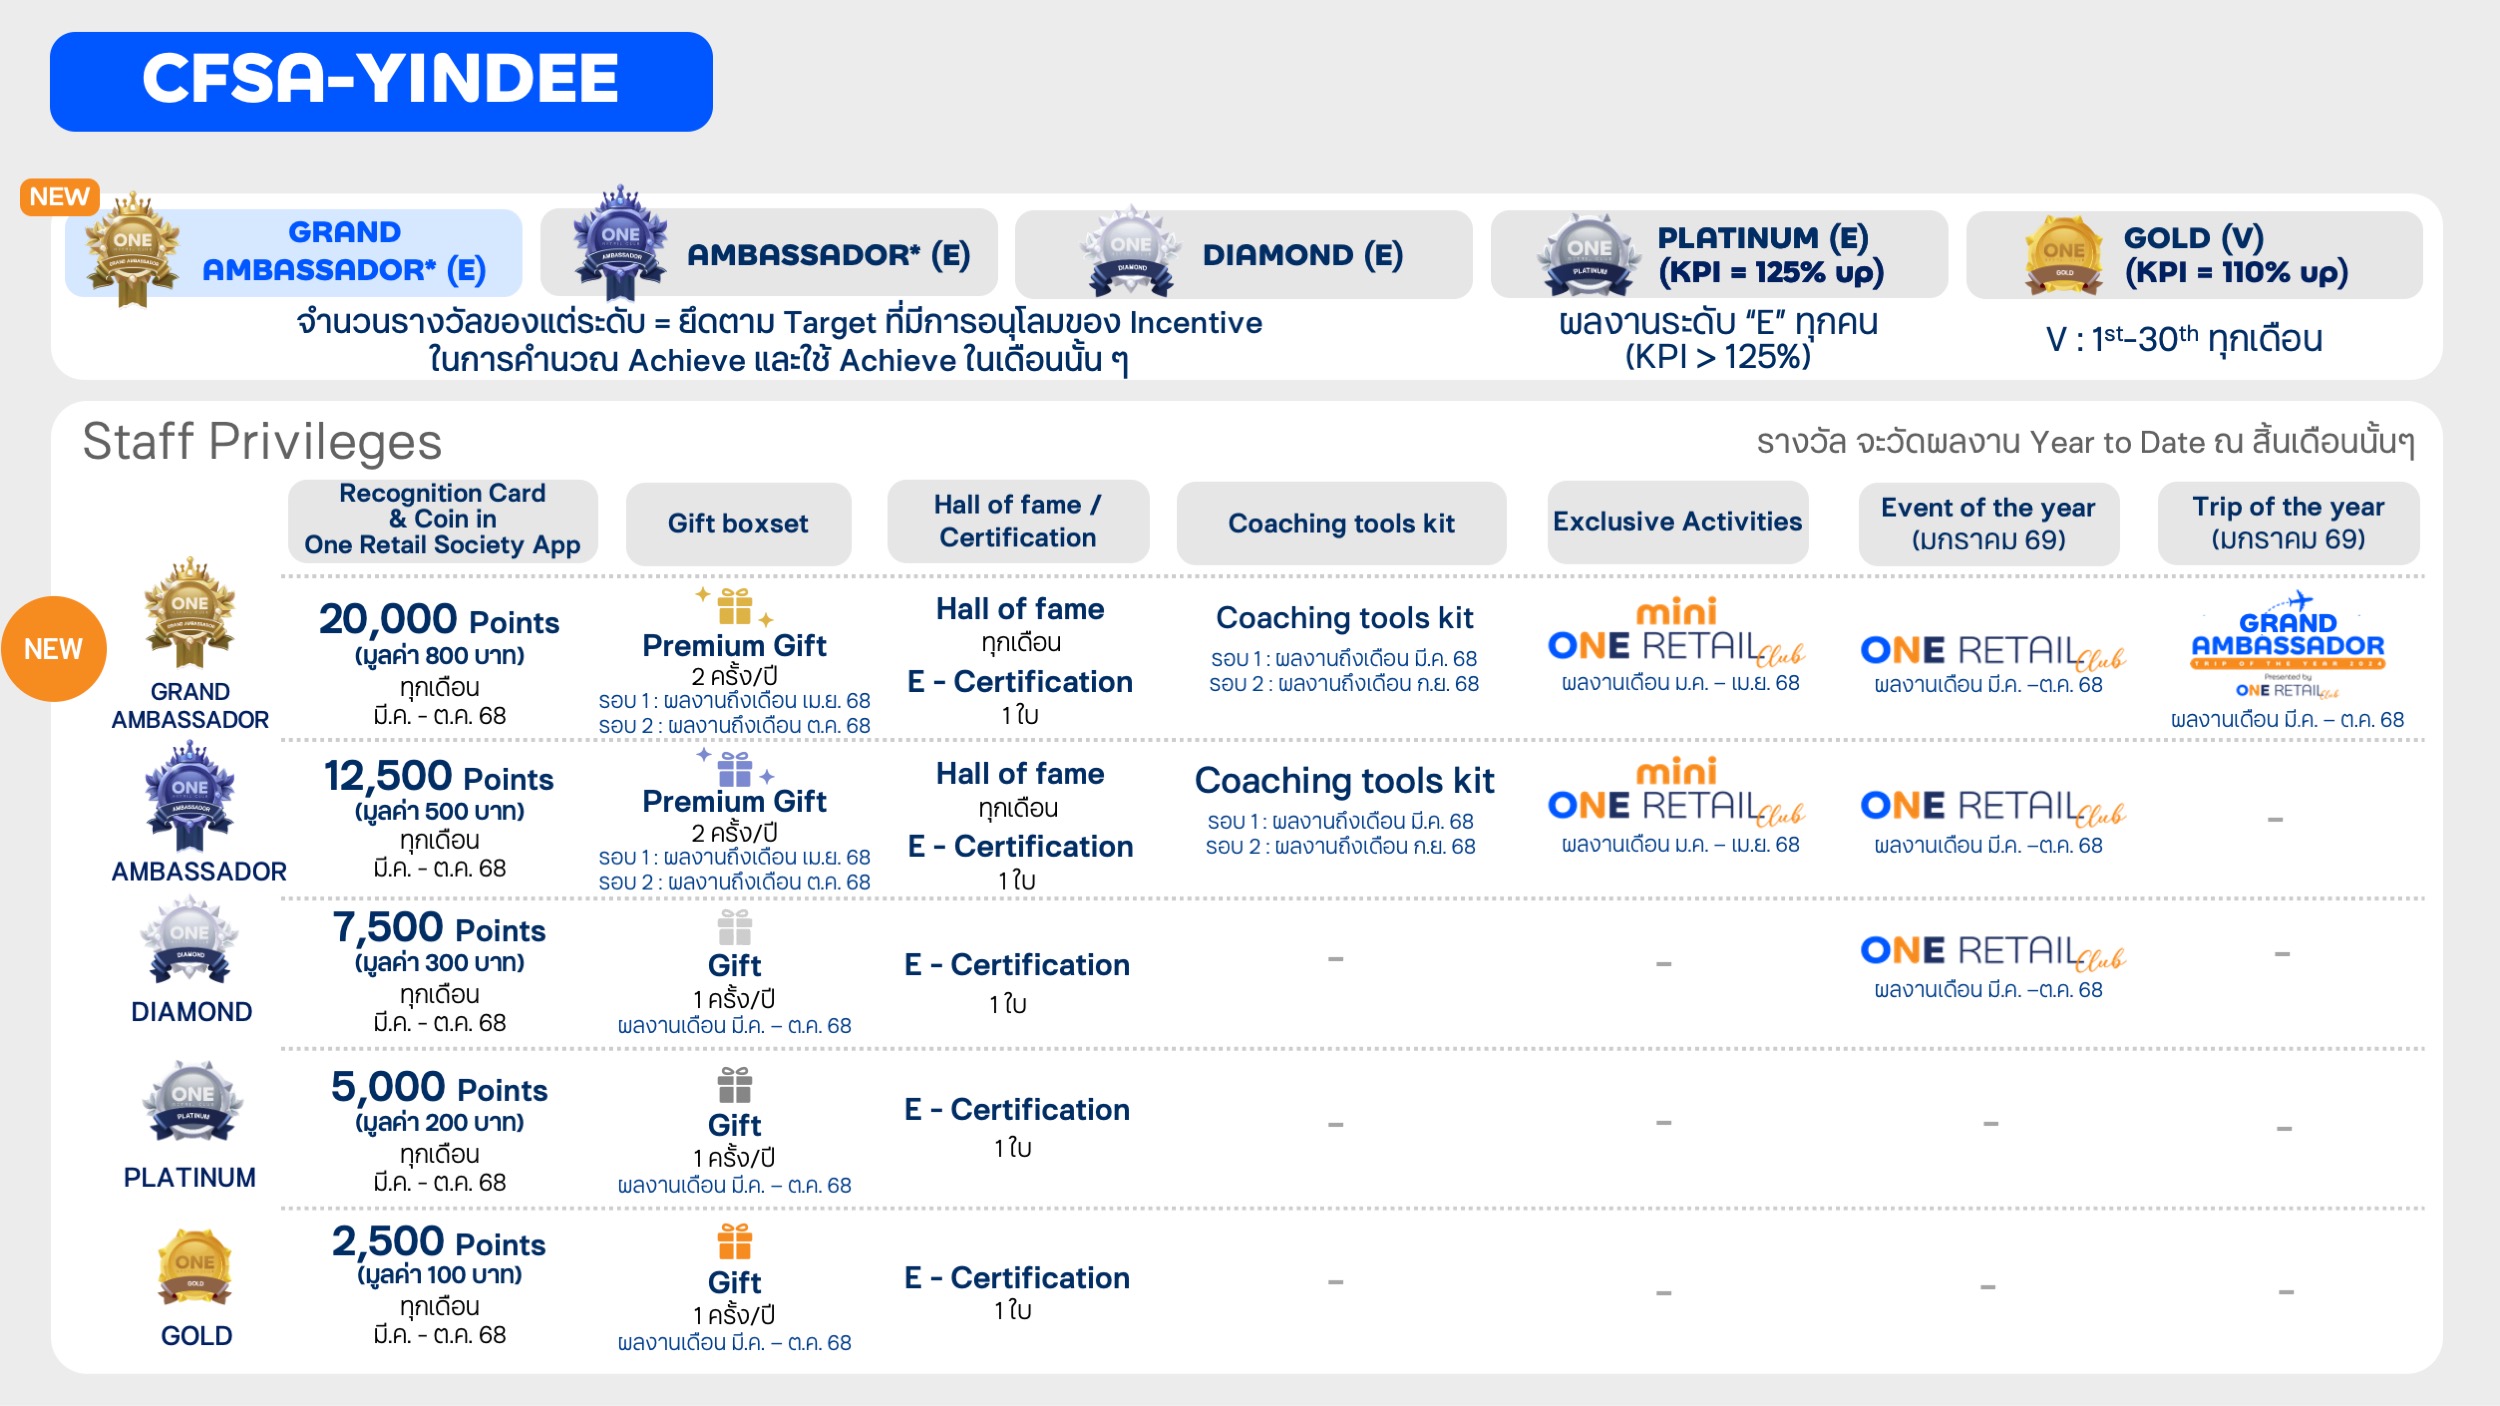 CFSA-YINDEE
NEW
GRAND
AMBASSADOR* (E)
AMBASSADOR* (E)
DIAMOND (E)
PLATINUM (E)
(KPI = 125% up)
GOLD (V)
(KPI = 110% up)
จำนวนรางวัลของแต่ระดับ = ยึดตาม Target ที่มีการอนุโลมของ Incentive
ในการคำนวณ Achieve และใช้ Achieve ในเดือนนั้น ๆ
ผลงานระดับ “E” ทุกคน
(KPI > 125%)
V : 1st-30th ทุกเดือน
Staff Privileges
รางวัล จะวัดผลงาน Year to Date ณ สิ้นเดือนนั้นๆ
Recognition Card
& Coin in
One Retail Society App
Gift boxset
Hall of fame /
Certification
Coaching tools kit
Exclusive Activities
Event of the year
(มกราคม 69)
Trip of the year
(มกราคม 69)
NEW
ONE
GRAND AMBASSADOR
GRAND
AMBASSADOR
20,000 Points
(มูลค่า 800 บาท)
ทุกเดือน
มี.ค. - ต.ค. 68
Premium Gift
2 ครั้ง/ปี
รอบ 1 : ผลงานถึงเดือน เม.ย. 68
รอบ 2 : ผลงานถึงเดือน ต.ค. 68
Hall of fame
ทุกเดือน
E - Certification
1 ใบ
Coaching tools kit
รอบ 1 : ผลงานถึงเดือน มี.ค. 68
รอบ 2 : ผลงานถึงเดือน ก.ย. 68
mini
ONE RETAIL Club
ผลงานเดือน ม.ค. – เม.ย. 68
ONE RETAIL Club
ผลงานเดือน มี.ค. –ต.ค. 68
GRAND
AMBASSADOR
TRIP OF THE YEAR 2024
Presented by
ONE RETAIL Club
ผลงานเดือน มี.ค. – ต.ค. 68
ONE
AMBASSADOR
AMBASSADOR
12,500 Points
(มูลค่า 500 บาท)
ทุกเดือน
มี.ค. - ต.ค. 68
Premium Gift
2 ครั้ง/ปี
รอบ 1 : ผลงานถึงเดือน เม.ย. 68
รอบ 2 : ผลงานถึงเดือน ต.ค. 68
Hall of fame
ทุกเดือน
E - Certification
1 ใบ
Coaching tools kit
รอบ 1 : ผลงานถึงเดือน มี.ค. 68
รอบ 2 : ผลงานถึงเดือน ก.ย. 68
mini
ONE RETAIL Club
ผลงานเดือน ม.ค. – เม.ย. 68
ONE RETAIL Club
ผลงานเดือน มี.ค. –ต.ค. 68
-
ONE
DIAMOND
DIAMOND
7,500 Points
(มูลค่า 300 บาท)
ทุกเดือน
มี.ค. - ต.ค. 68
Gift
1 ครั้ง/ปี
ผลงานเดือน มี.ค. – ต.ค. 68
E - Certification
1 ใบ
-
-
ONE RETAIL Club
ผลงานเดือน มี.ค. –ต.ค. 68
-
ONE
PLATINUM
PLATINUM
5,000 Points
(มูลค่า 200 บาท)
ทุกเดือน
มี.ค. - ต.ค. 68
Gift
1 ครั้ง/ปี
ผลงานเดือน มี.ค. – ต.ค. 68
E - Certification
1 ใบ
-
-
-
-
ONE
GOLD
GOLD
2,500 Points
(มูลค่า 100 บาท)
ทุกเดือน
มี.ค. - ต.ค. 68
Gift
1 ครั้ง/ปี
ผลงานเดือน มี.ค. – ต.ค. 68
E - Certification
1 ใบ
-
-
-
-